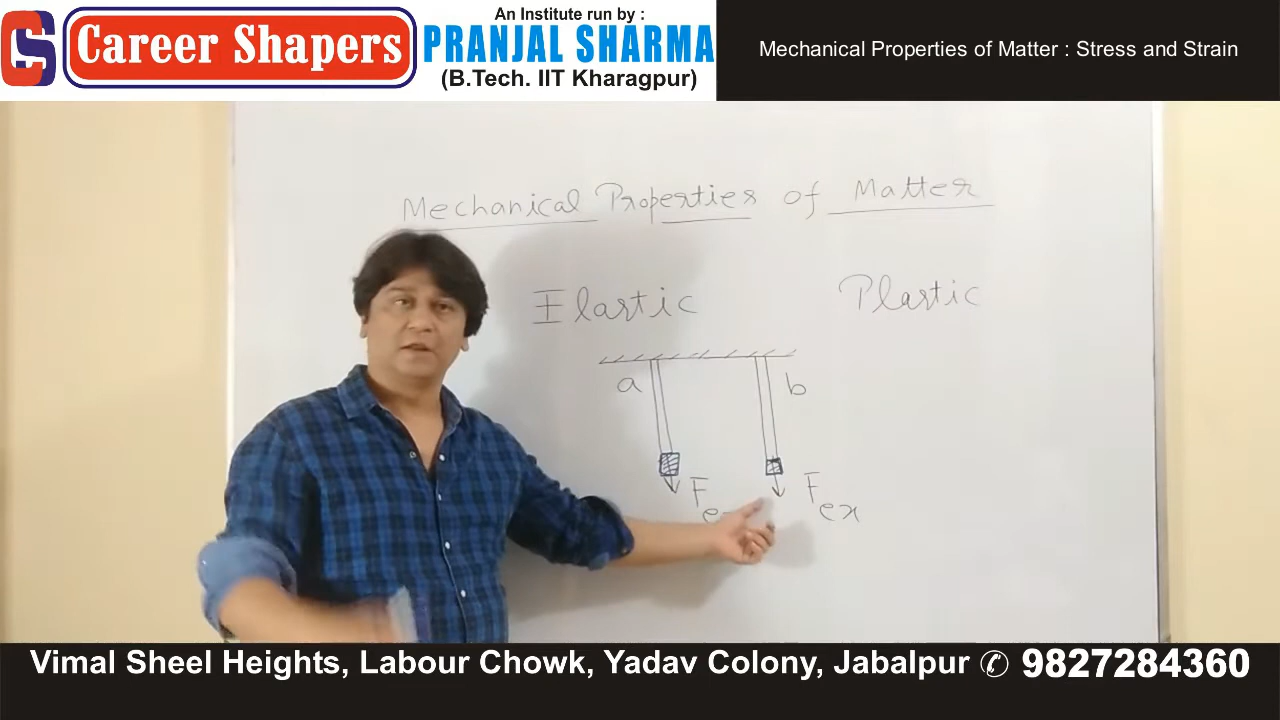 Career Shapers
An Institute run by :
PRANJAL SHARMA
(B.Tech. IIT Kharagpur)
Mechanical Properties of Matter : Stress and Strain
Mechanical Properties of Matter
Elastic Plastic
a b
F F
ex
Vimal Sheel Heights, Labour Chowk, Yadav Colony, Jabalpur ✆ 9827284360